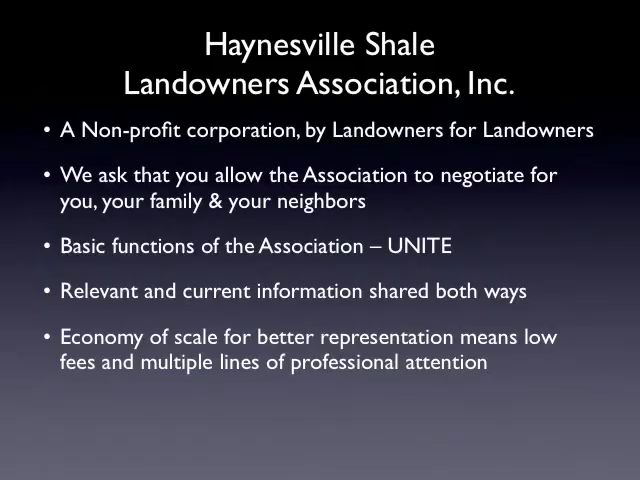 Haynesville Shale
Landowners Association, Inc.
• A Non-profit corporation, by Landowners for Landowners
• We ask that you allow the Association to negotiate for
you, your family & your neighbors
• Basic functions of the Association – UNITE
• Relevant and current information shared both ways
• Economy of scale for better representation means low
fees and multiple lines of professional attention